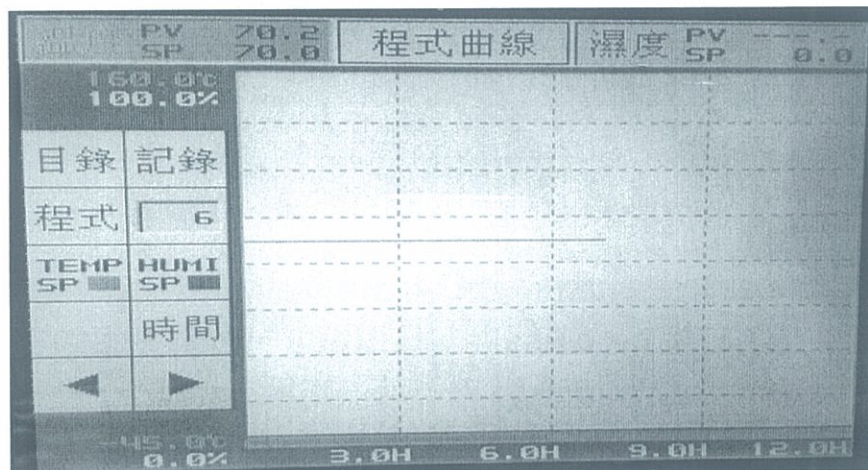 PV 70.2
SP 70.0
程式曲線
濕度 PV ---.-
SP 0.0
160.0℃
100.0%
目錄 記錄
程式 6
TEMP SP HUMI SP
時間
◀ ▶
-45.0℃
0.0%
3.0H 6.0H 9.0H 12.0H